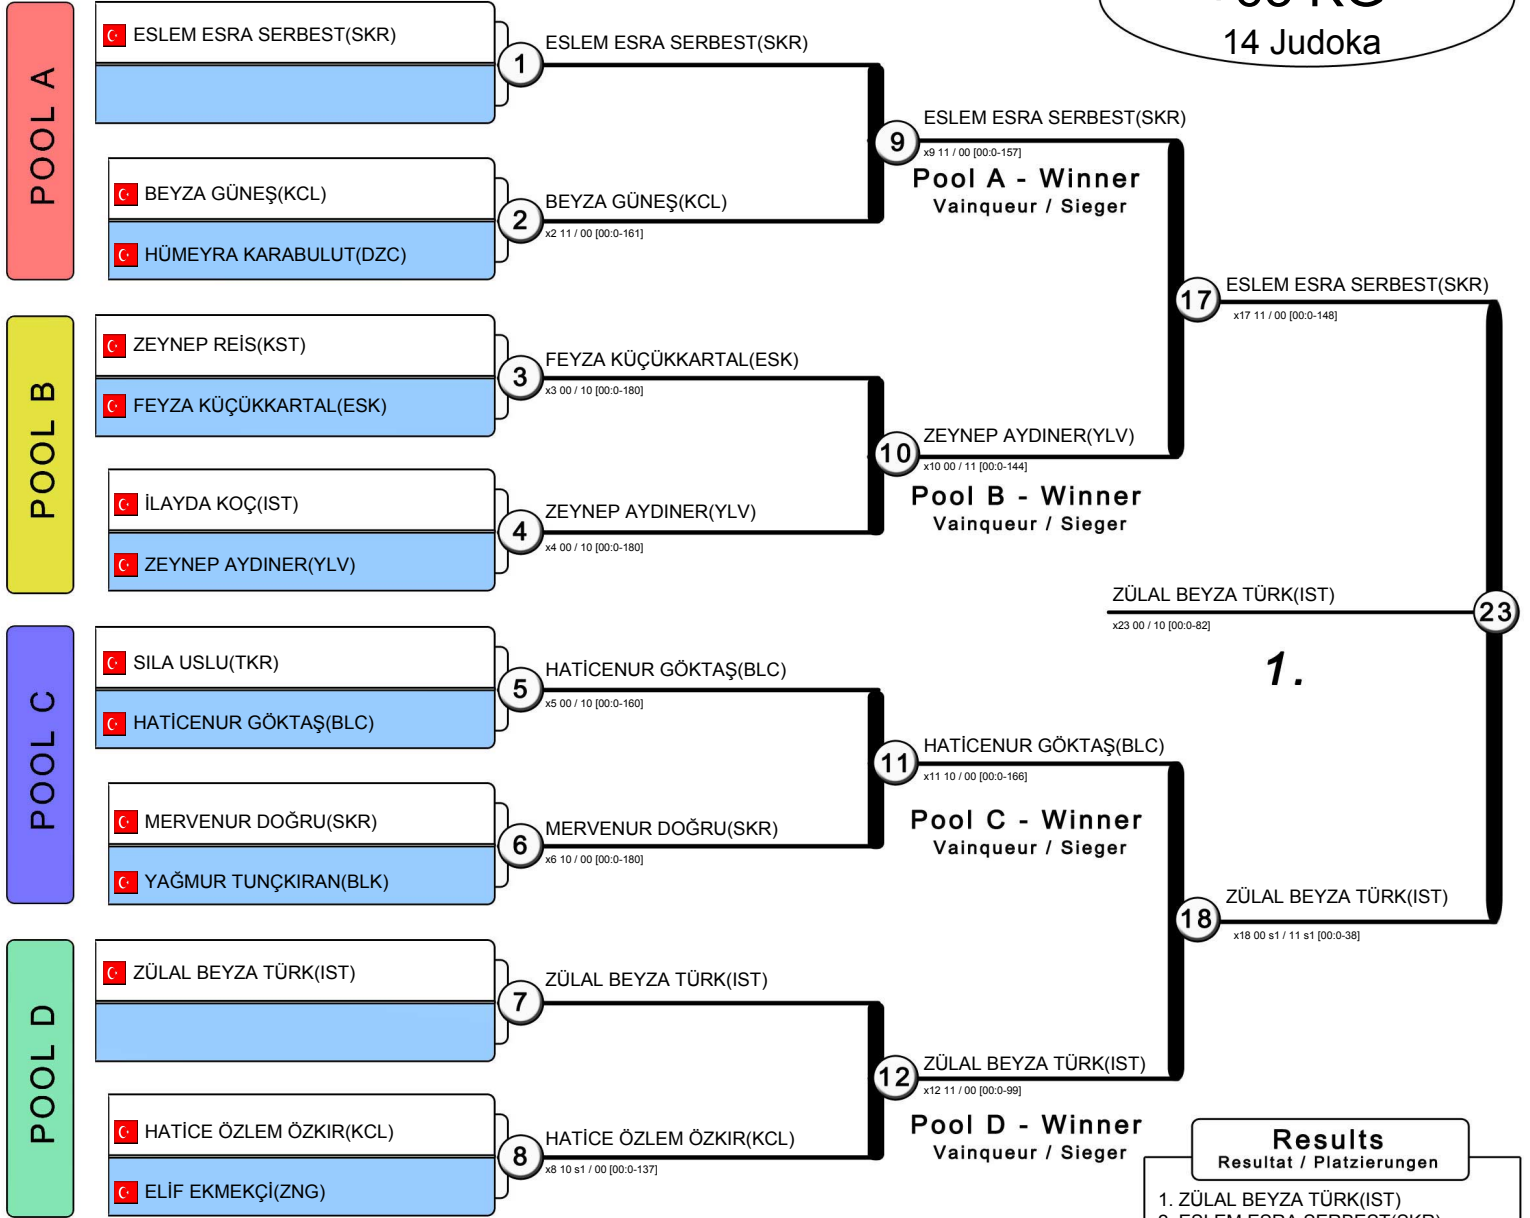 14 Judoka
POOL A
ESLEM ESRA SERBEST(SKR)
1
ESLEM ESRA SERBEST(SKR)
BEYZA GÜNEŞ(KCL)
HÜMEYRA KARABULUT(DZC)
2
BEYZA GÜNEŞ(KCL)
x2 11 / 00 [00:0-161]
9
ESLEM ESRA SERBEST(SKR)
x9 11 / 00 [00:0-157]
Pool A - Winner
Vainqueur / Sieger
POOL B
ZEYNEP REİS(KST)
FEYZA KÜÇÜKKARTAL(ESK)
3
FEYZA KÜÇÜKKARTAL(ESK)
x3 00 / 10 [00:0-180]
İLAYDA KOÇ(IST)
ZEYNEP AYDINER(YLV)
4
ZEYNEP AYDINER(YLV)
x4 00 / 10 [00:0-180]
10
ZEYNEP AYDINER(YLV)
x10 00 / 11 [00:0-144]
Pool B - Winner
Vainqueur / Sieger
17
ESLEM ESRA SERBEST(SKR)
x17 11 / 00 [00:0-148]
ZÜLAL BEYZA TÜRK(IST)
x23 00 / 10 [00:0-82]
23
1.
POOL C
SILA USLU(TKR)
HATİCENUR GÖKTAŞ(BLC)
5
HATİCENUR GÖKTAŞ(BLC)
x5 00 / 10 [00:0-160]
MERVENUR DOĞRU(SKR)
YAĞMUR TUNÇKIRAN(BLK)
6
MERVENUR DOĞRU(SKR)
x6 10 / 00 [00:0-180]
11
HATİCENUR GÖKTAŞ(BLC)
x11 10 / 00 [00:0-166]
Pool C - Winner
Vainqueur / Sieger
18
ZÜLAL BEYZA TÜRK(IST)
x18 00 s1 / 11 s1 [00:0-38]
POOL D
ZÜLAL BEYZA TÜRK(IST)
7
ZÜLAL BEYZA TÜRK(IST)
HATİCE ÖZLEM ÖZKIR(KCL)
ELİF EKMEKÇİ(ZNG)
8
HATİCE ÖZLEM ÖZKIR(KCL)
x8 10 s1 / 00 [00:0-137]
12
ZÜLAL BEYZA TÜRK(IST)
x12 11 / 00 [00:0-99]
Pool D - Winner
Vainqueur / Sieger
Results
Resultat / Platzierungen
1. ZÜLAL BEYZA TÜRK(IST)
2. ESLEM ESRA SERBEST(SKR)